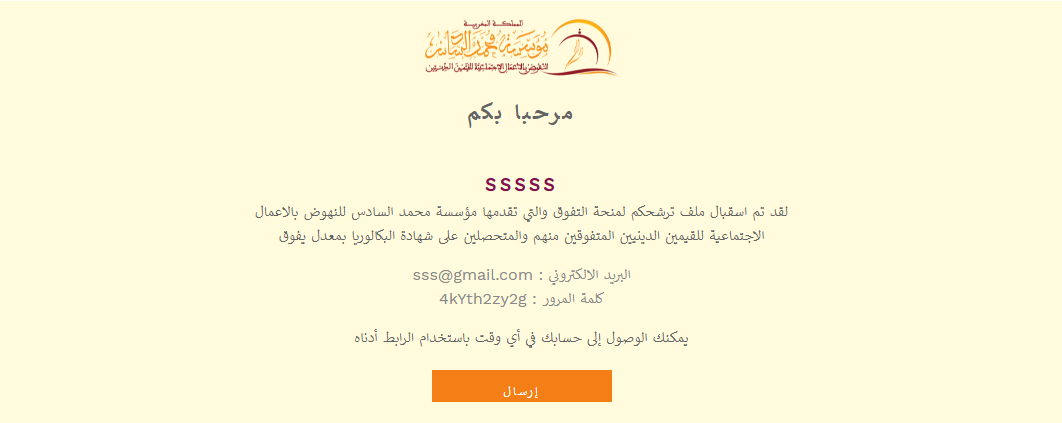 المملكة المغربية
مؤسسة محمد السادس
للنهوض بالأعمال الاجتماعية للقيمين الدينيين
مرحبا بكم
sssss
لقد تم اسقبال ملف ترشحكم لمنحة التفوق والتي تقدمها مؤسسة محمد السادس للنهوض بالاعمال
الاجتماعية للقيمين الدينيين المتفوقين منهم والمتحصلين على شهادة البكالوريا بمعدل يفوق
البريد الالكتروني : sss@gmail.com
كلمة المرور : 4kYth2zy2g
يمكنك الوصول إلى حسابك في أي وقت باستخدام الرابط أدناه
إرسال